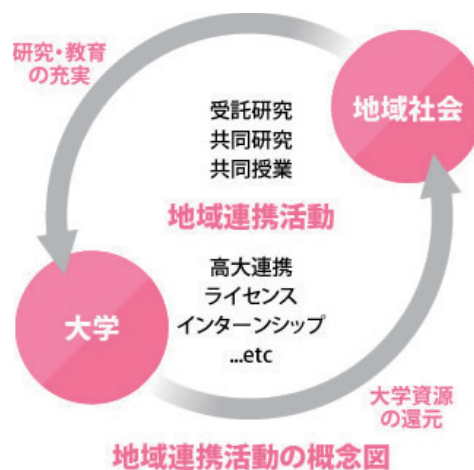 研究・教育
の充実
地域社会
受託研究
共同研究
共同授業
地域連携活動
高大連携
ライセンス
インターンシップ
...etc
大学
大学資源
の還元
地域連携活動の概念図